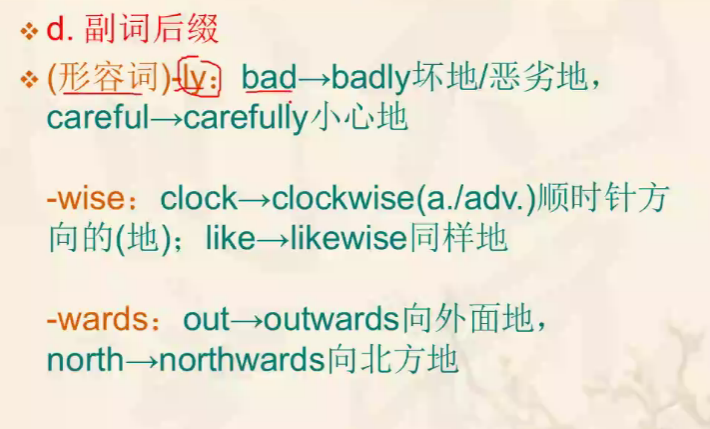 d. 副词后缀
(形容词)-ly：bad→badly坏地/恶劣地，
careful→carefully小心地
-wise：clock→clockwise(a./adv.)顺时针方
向的(地)；like→likewise同样地
-wards：out→outwards向外面地，
north→northwards向北方地